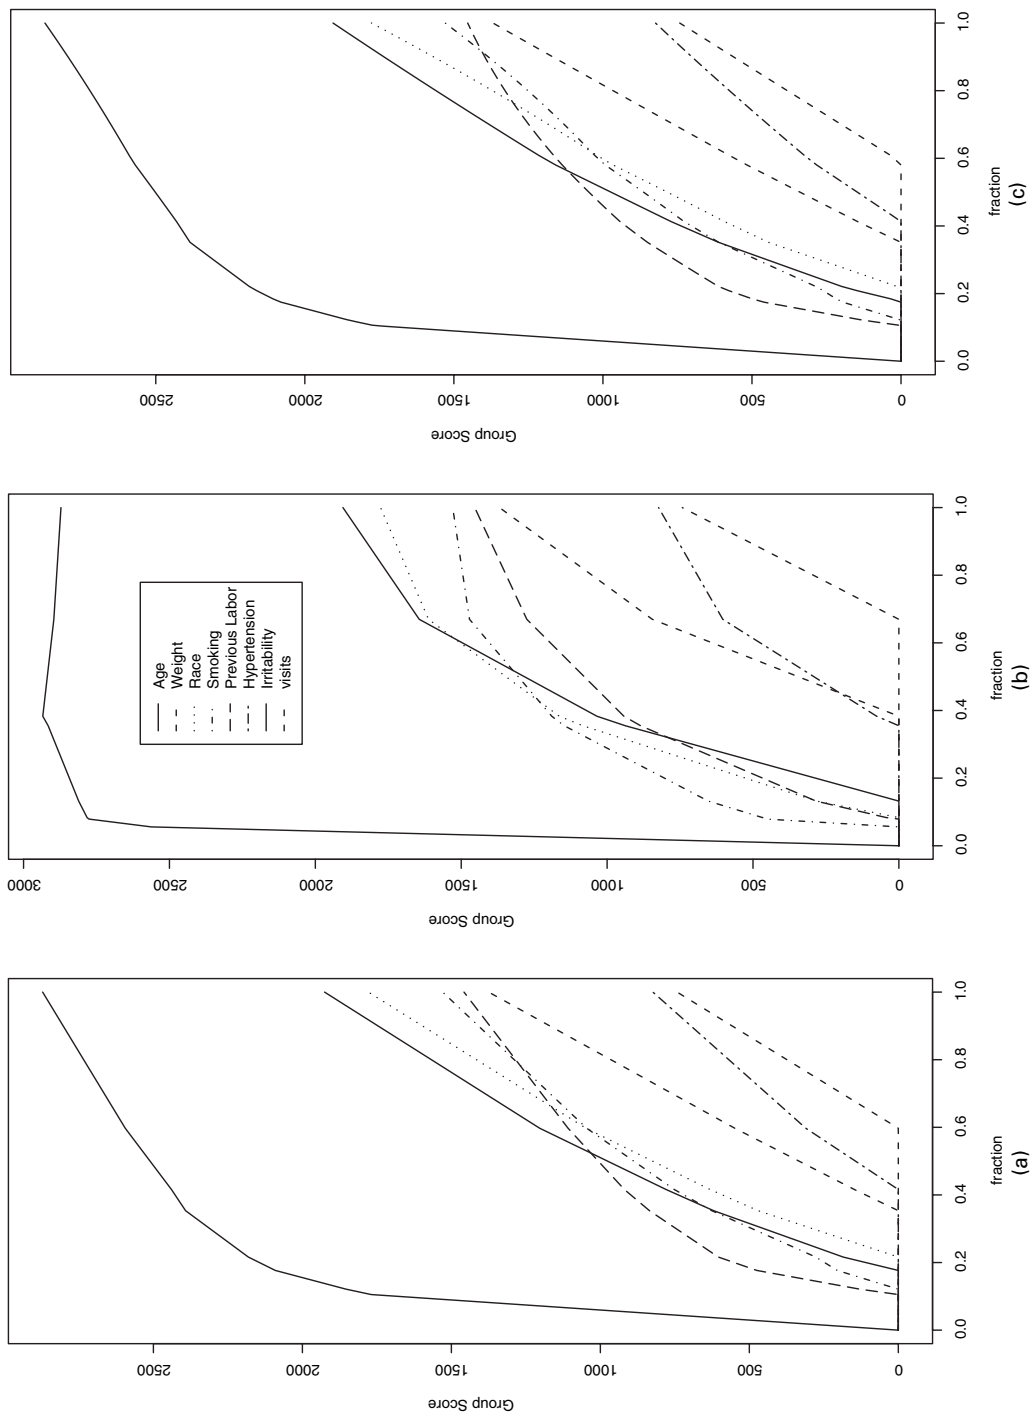 Group Score
0
500
1000
1500
2000
2500
0.0
0.2
0.4
0.6
0.8
1.0
fraction
(a)
Group Score
0
500
1000
1500
2000
2500
3000
Age
Weight
Race
Smoking
Previous Labor
Hypertension
Irritability
visits
0.0
0.2
0.4
0.6
0.8
1.0
fraction
(b)
Group Score
0
500
1000
1500
2000
2500
0.0
0.2
0.4
0.6
0.8
1.0
fraction
(c)